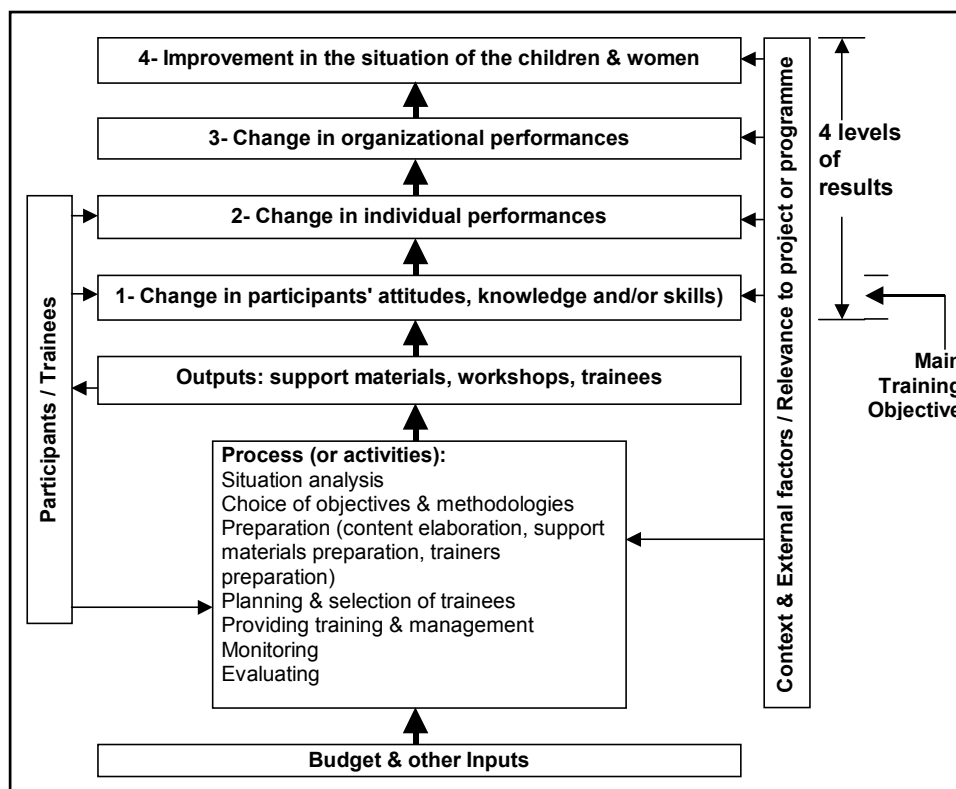 4- Improvement in the situation of the children & women
3- Change in organizational performances
4 levels
of
results
2- Change in individual performances
1- Change in participants' attitudes, knowledge and/or skills)
Main
Training
Objective
Outputs: support materials, workshops, trainees
Participants / Trainees
Context & External factors / Relevance to project or programme
Process (or activities):
Situation analysis
Choice of objectives & methodologies
Preparation (content elaboration, support
materials preparation, trainers
preparation)
Planning & selection of trainees
Providing training & management
Monitoring
Evaluating
Budget & other Inputs